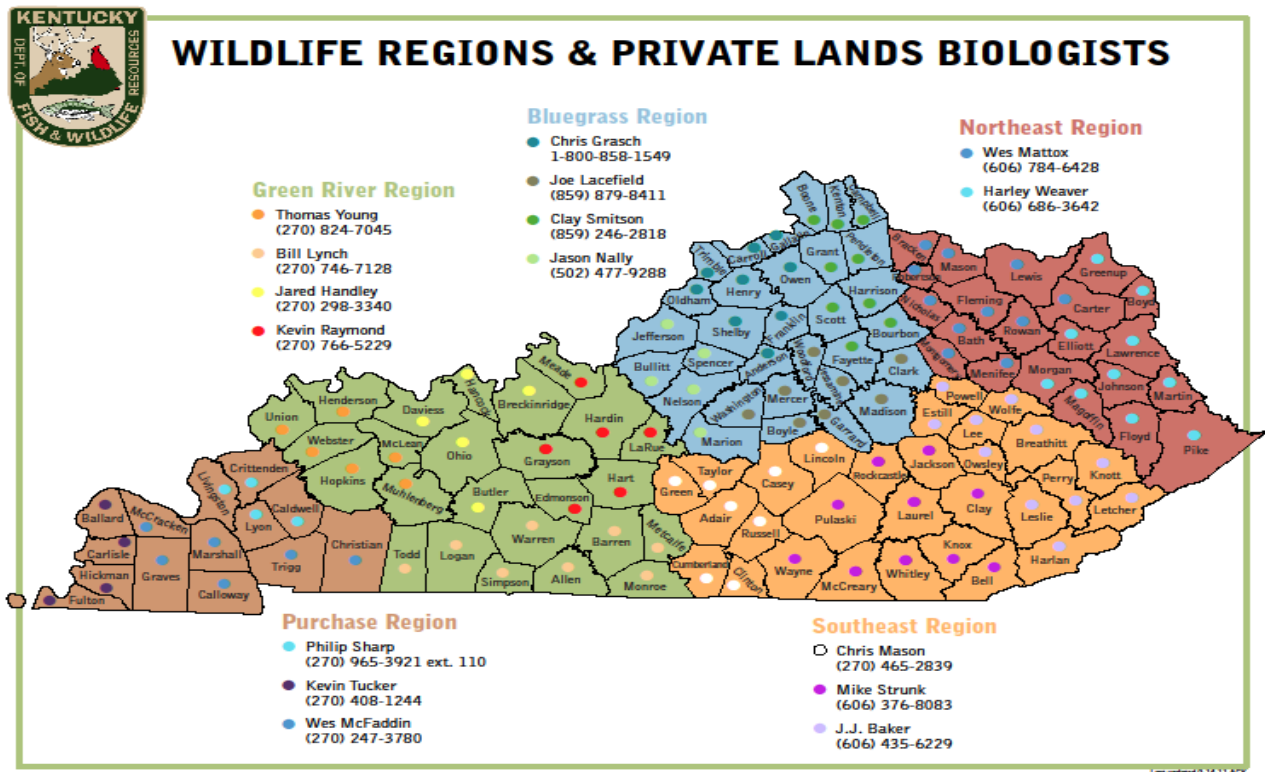 KENTUCKY
DEPT. OF
RESOURCES
FISH & WILDLIFE
WILDLIFE REGIONS & PRIVATE LANDS BIOLOGISTS
Bluegrass Region
Chris Grasch
1-800-858-1549
Joe Lacefield
(859) 879-8411
Clay Smitson
(859) 246-2818
Jason Nally
(502) 477-9288
Northeast Region
Wes Mattox
(606) 784-6428
Harley Weaver
(606) 686-3642
Green River Region
Thomas Young
(270) 824-7045
Bill Lynch
(270) 746-7128
Jared Handley
(270) 298-3340
Kevin Raymond
(270) 766-5229
Boone
Kenton
Campbell
Trimble
Carroll
Gallatin
Grant
Pendleton
Owen
Oldham
Henry
Harrison
Jefferson
Shelby
Franklin
Scott
Bourbon
Bullitt
Spencer
Anderson
Woodford
Fayette
Clark
Nelson
Washington
Mercer
Jessamine
Madison
Marion
Boyle
Garrard
Bracken
Mason
Lewis
Greenup
Robertson
Fleming
Carter
Boyd
Nicholas
Rowan
Bath
Elliott
Lawrence
Montgomery
Menifee
Morgan
Johnson
Martin
Magoffin
Floyd
Pike
Meade
Hancock
Breckinridge
Henderson
Daviess
Union
Hardin
Webster
McLean
Ohio
LaRue
Grayson
Hopkins
Muhlenberg
Butler
Edmonson
Hart
Warren
Barren
Metcalfe
Todd
Logan
Simpson
Allen
Monroe
Powell
Estill
Wolfe
Lee
Breathitt
Lincoln
Rockcastle
Jackson
Owsley
Knott
Taylor
Green
Casey
Perry
Letcher
Adair
Pulaski
Laurel
Clay
Leslie
Russell
Knox
Harlan
Cumberland
Clinton
Wayne
McCreary
Whitley
Bell
Crittenden
Livingston
Caldwell
Lyon
Ballard
McCracken
Carlisle
Marshall
Christian
Hickman
Graves
Trigg
Fulton
Calloway
Purchase Region
Philip Sharp
(270) 965-3921 ext. 110
Kevin Tucker
(270) 408-1244
Wes McFaddin
(270) 247-3780
Southeast Region
Chris Mason
(270) 465-2839
Mike Strunk
(606) 376-8083
J.J. Baker
(606) 435-6229